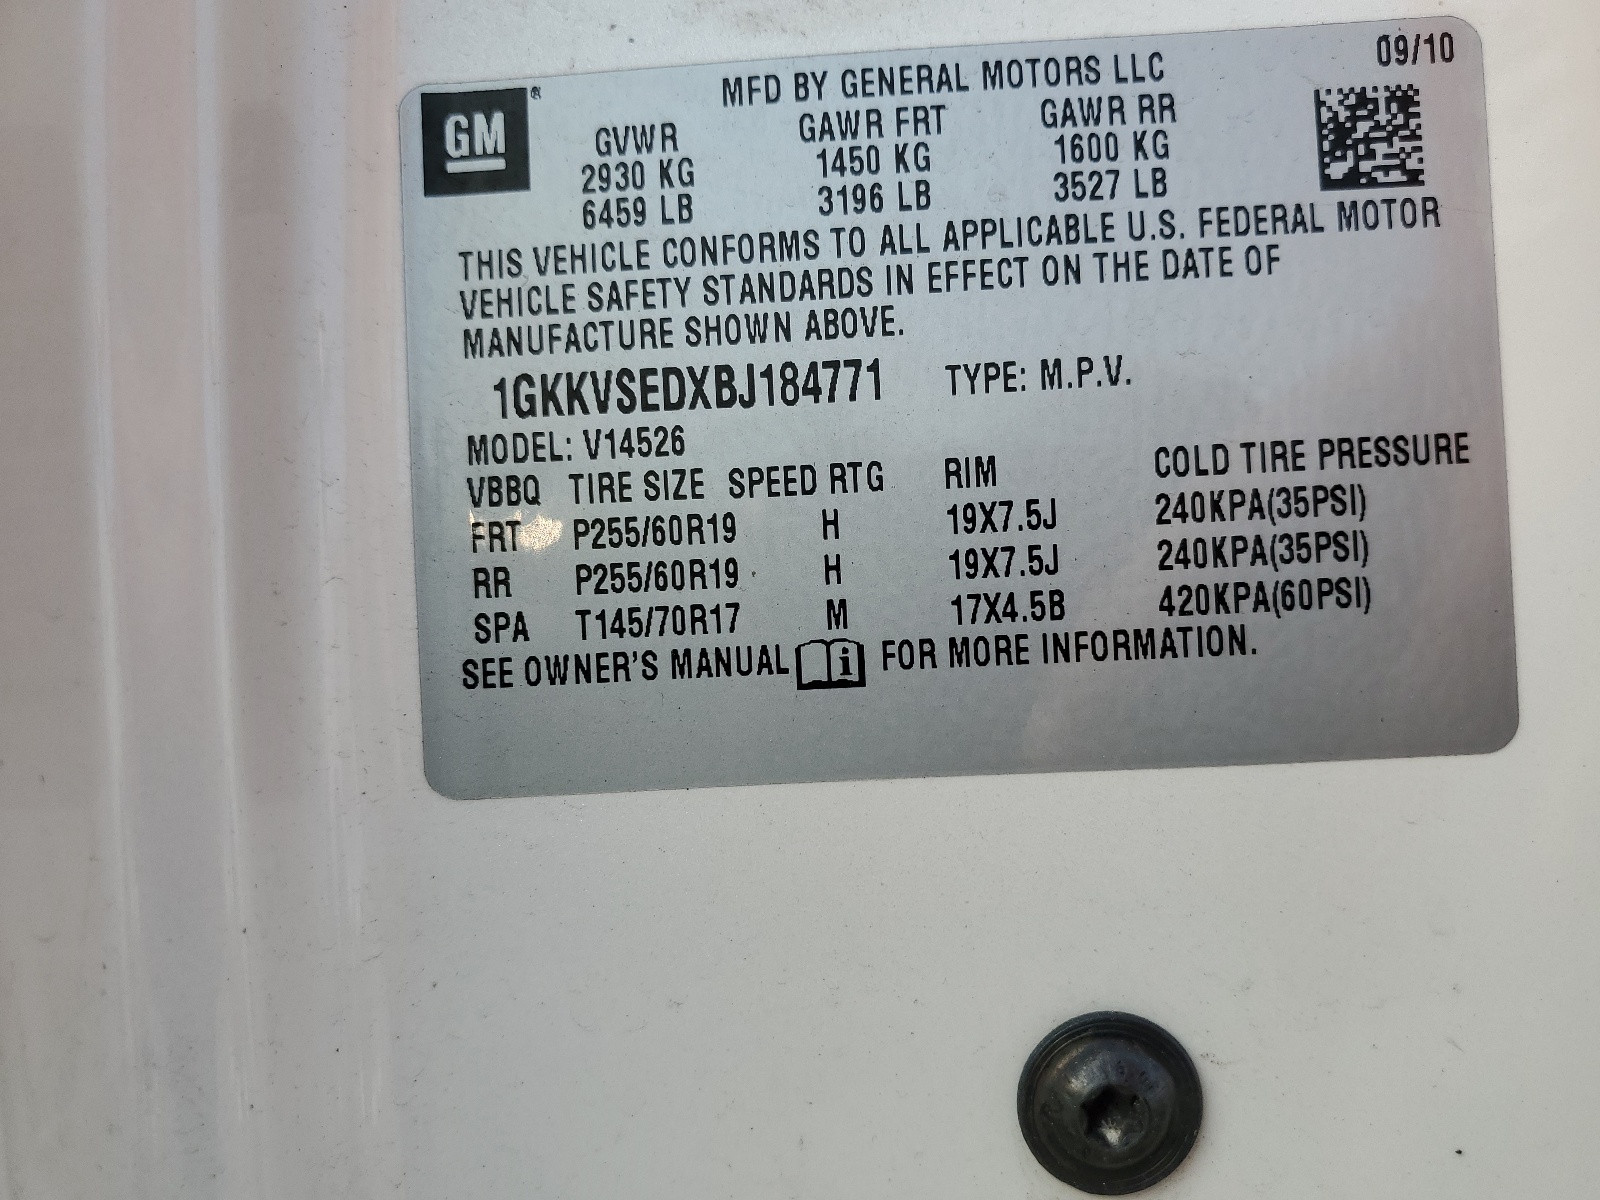 09/10
MFD BY GENERAL MOTORS LLC
GM®
GVWR GAWR FRT GAWR RR
2930 KG 1450 KG 1600 KG
6459 LB 3196 LB 3527 LB
THIS VEHICLE CONFORMS TO ALL APPLICABLE U.S. FEDERAL MOTOR
VEHICLE SAFETY STANDARDS IN EFFECT ON THE DATE OF
MANUFACTURE SHOWN ABOVE.
1GKKVSEDXBJ184771 TYPE: M.P.V.
MODEL: V14526
VBBQ TIRE SIZE SPEED RTG RIM COLD TIRE PRESSURE
FRT P255/60R19 H 19X7.5J 240KPA(35PSI)
RR P255/60R19 H 19X7.5J 240KPA(35PSI)
SPA T145/70R17 M 17X4.5B 420KPA(60PSI)
SEE OWNER'S MANUAL i FOR MORE INFORMATION.